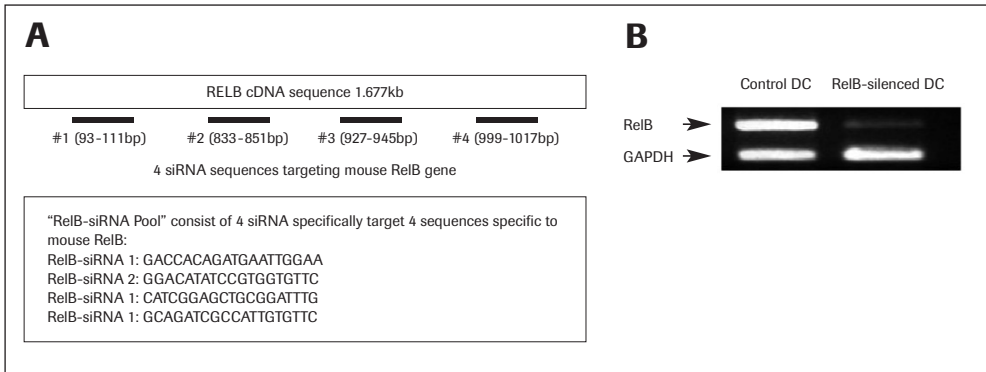 A
RELB cDNA sequence 1.677kb
#1 (93-111bp) #2 (833-851bp) #3 (927-945bp) #4 (999-1017bp)
4 siRNA sequences targeting mouse RelB gene
“RelB-siRNA Pool” consist of 4 siRNA specifically target 4 sequences specific to
mouse RelB:
RelB-siRNA 1: GACCACAGATGAATTGGAA
RelB-siRNA 2: GGACATATCCGTGGTGTTC
RelB-siRNA 1: CATCGGAGCTGCGGATTTG
RelB-siRNA 1: GCAGATCGCCATTGTGTTC
B
Control DC RelB-silenced DC
RelB
GAPDH